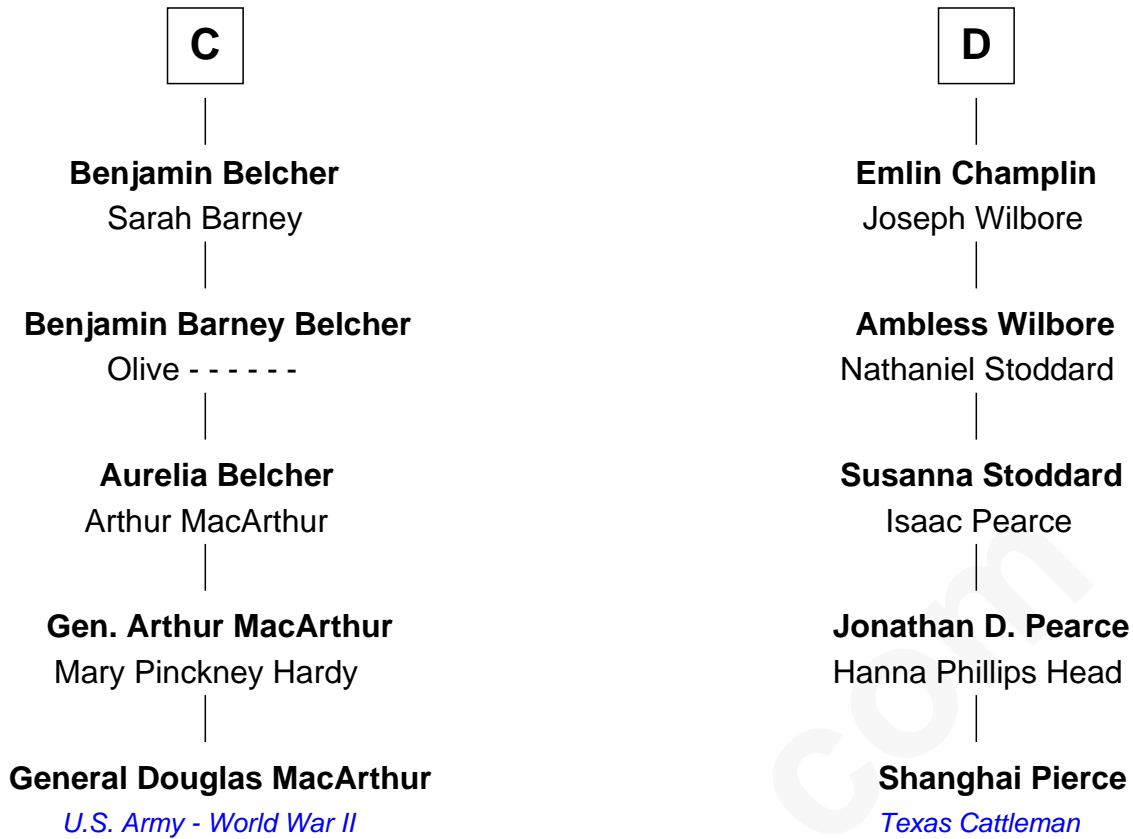 C
Benjamin Belcher
Sarah Barney
Benjamin Barney Belcher
Olive - - - - - -
Aurelia Belcher
Arthur MacArthur
Gen. Arthur MacArthur
Mary Pinckney Hardy
General Douglas MacArthur
U.S. Army - World War II
D
Emlin Champlin
Joseph Wilbore
Ambless Wilbore
Nathaniel Stoddard
Susanna Stoddard
Isaac Pearce
Jonathan D. Pearce
Hanna Phillips Head
Shanghai Pierce
Texas Cattleman
com